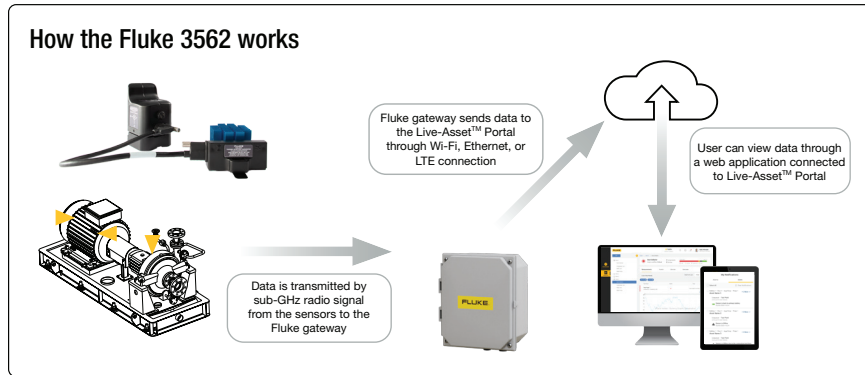 How the Fluke 3562 works
Fluke gateway sends data to
the Live-Asset™ Portal
through Wi-Fi, Ethernet, or
LTE connection
User can view data through
a web application connected
to Live-Asset™ Portal
Data is transmitted by
sub-GHz radio signal
from the sensors to the
Fluke gateway
FLUKE